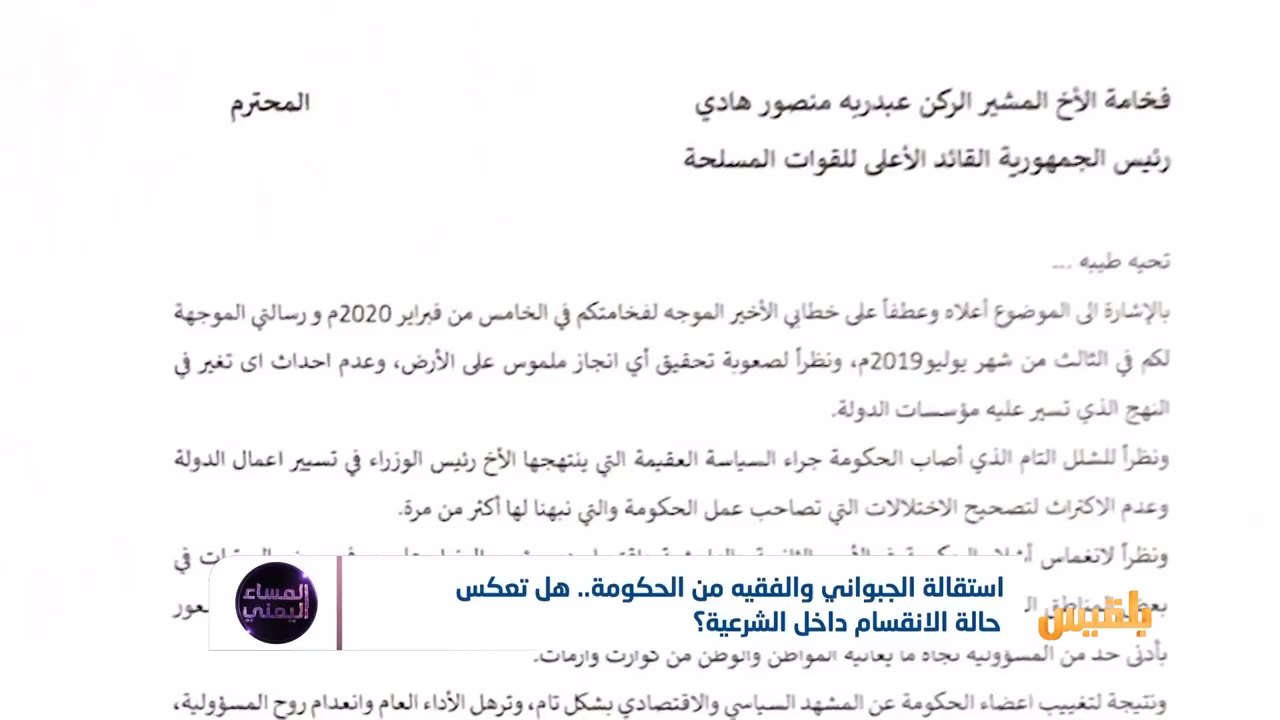 فخامة الأخ المشير الركن عبدربه منصور هادي المحترم
رئيس الجمهورية القائد الأعلى للقوات المسلحة
تحيه طيبه ....
بالإشارة الى الموضوع أعلاه وعطفاً على خطابي الأخير الموجه لفخامتكم في الخامس من فبراير 2020م و رسالتي الموجهة
لكم في الثالث من شهر يوليو2019م، ونظراً لصعوبة تحقيق أي انجاز ملموس على الأرض، وعدم احداث اى تغير في
النهج الذي تسير عليه مؤسسات الدولة.
ونظراً للشلل التام الذي أصاب الحكومة جراء السياسة العقيمة التي ينتهجها الأخ رئيس الوزراء في تسيير اعمال الدولة
وعدم الاكتراث لتصحيح الاختلالات التي تصاحب عمل الحكومة والتي نبهنا لها أكثر من مرة.
ونظراً لانغماس في
استقالة الجبواني والفقيه من الحكومة.. هل تعكس
حالة الانقسام داخل الشرعية؟
المساء
اليمني
بلقيس
بأدنى حد من المسؤولية تجاه ما يعانيه المواطن والوطن من كوارث وازمات.
ونتيجة لتغييب اعضاء الحكومة عن المشهد السياسي والاقتصادي بشكل تام، وترهل الأداء العام وانعدام روح المسؤولية،